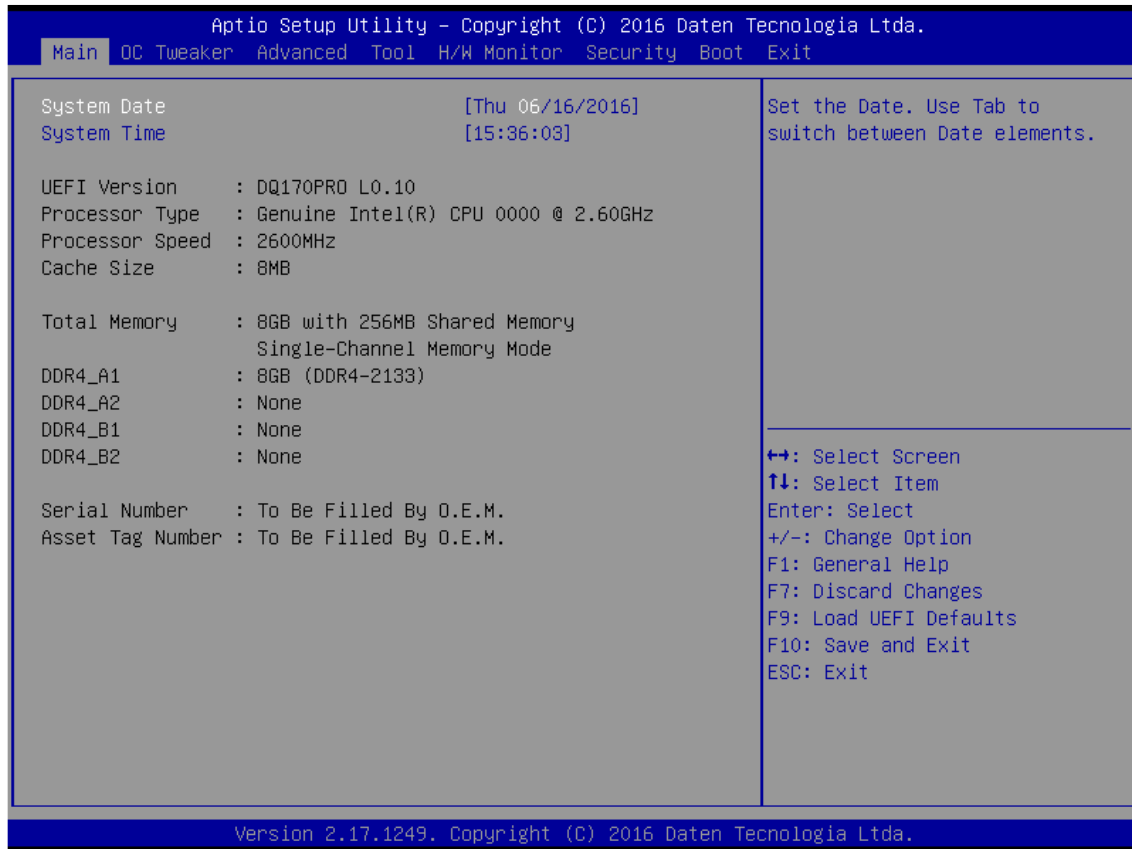 Aptio Setup Utility – Copyright (C) 2016 Daten Tecnologia Ltda.
Main OC Tweaker Advanced Tool H/W Monitor Security Boot Exit
System Date [Thu 06/16/2016]
System Time [15:36:03]
UEFI Version : DQ170PRO L0.10
Processor Type : Genuine Intel(R) CPU 0000 @ 2.60GHz
Processor Speed : 2600MHz
Cache Size : 8MB
Total Memory : 8GB with 256MB Shared Memory
Single-Channel Memory Mode
DDR4_A1 : 8GB (DDR4-2133)
DDR4_A2 : None
DDR4_B1 : None
DDR4_B2 : None
Serial Number : To Be Filled By O.E.M.
Asset Tag Number : To Be Filled By O.E.M.
Set the Date. Use Tab to
switch between Date elements.
↔: Select Screen
↑↓: Select Item
Enter: Select
+/-: Change Option
F1: General Help
F7: Discard Changes
F9: Load UEFI Defaults
F10: Save and Exit
ESC: Exit
Version 2.17.1249. Copyright (C) 2016 Daten Tecnologia Ltda.